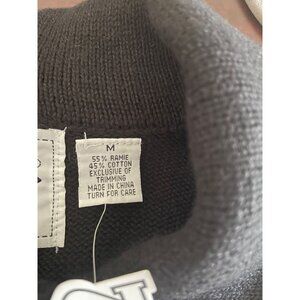 M
55% RAMIE
45% COTTON
EXCLUSIVE OF
TRIMMING
MADE IN CHINA
TURN FOR CARE